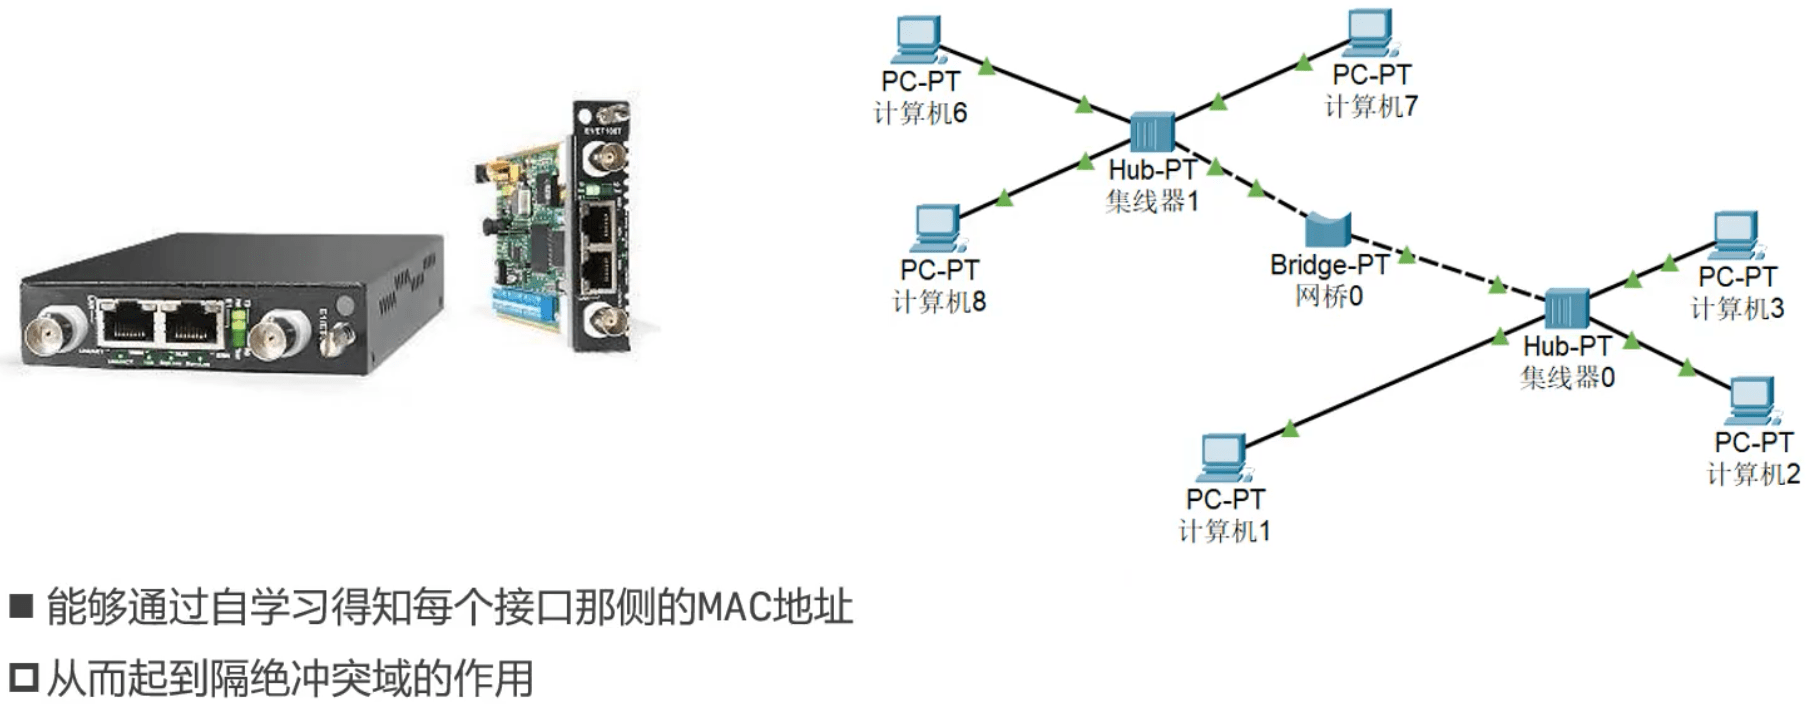 PC-PT
计算机6
PC-PT
计算机7
Hub-PT
集线器1
PC-PT
计算机8
Bridge-PT
网桥0
PC-PT
计算机3
Hub-PT
集线器0
PC-PT
计算机2
PC-PT
计算机1
能够通过自学习得知每个接口那侧的MAC地址
从而起到隔绝冲突域的作用